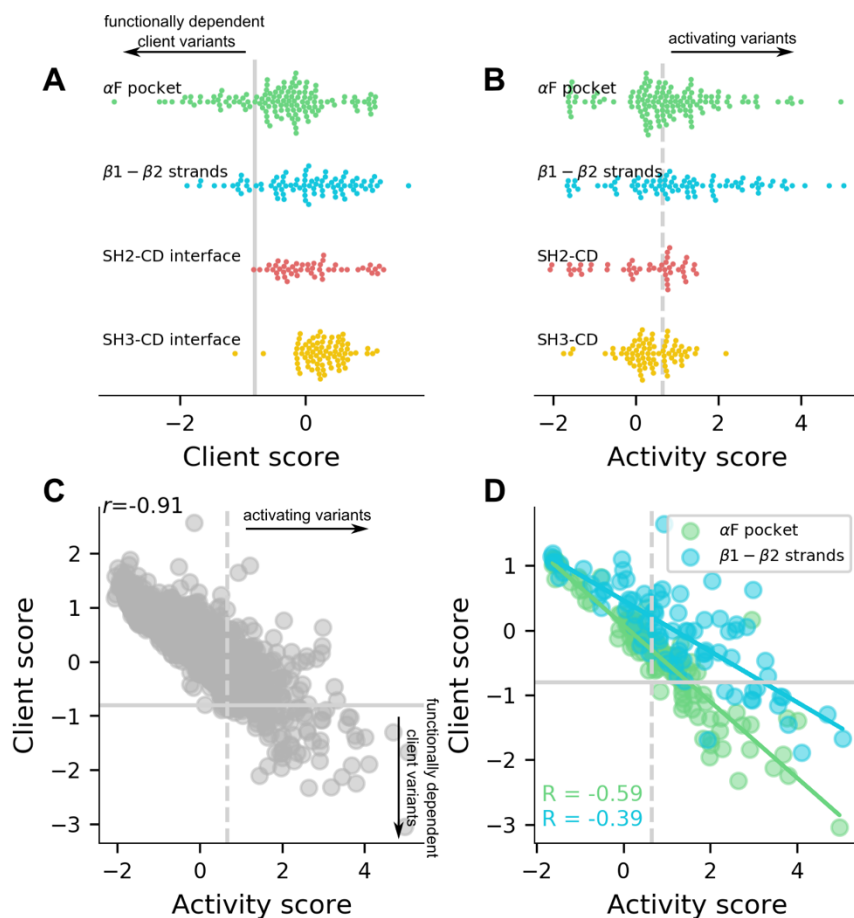 functionally dependent
client variants
A
αF pocket
β1 − β2 strands
SH2-CD interface
SH3-CD interface
−2
0
Client score
activating variants
B
αF pocket
β1 − β2 strands
SH2-CD
SH3-CD
−2
0
2
4
Activity score
C
r=-0.91
activating variants
2
1
0
−1
−2
−3
Client score
functionally dependent
client variants
−2
0
2
4
Activity score
D
αF pocket
β1 − β2 strands
1
0
−1
−2
−3
Client score
R = -0.59
R = -0.39
−2
0
2
4
Activity score